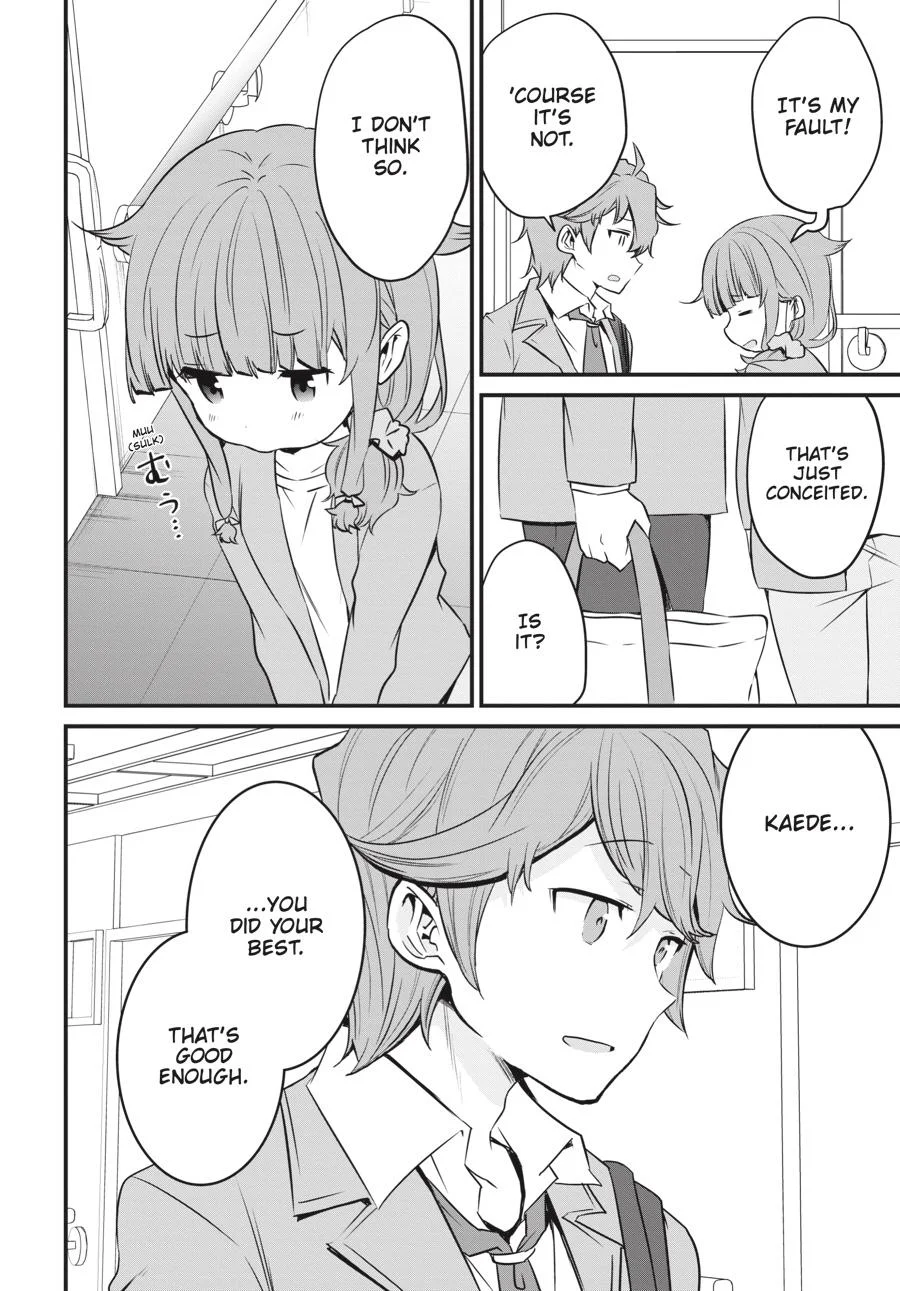 IT'S MY
FAULT!
'COURSE
IT'S
NOT.
THAT'S
JUST
CONCEITED.
IS
IT?
I DON'T
THINK
SO.
MUU
(SULK)
むぅ…
KAEDE...
...YOU
DID YOUR
BEST.
THAT'S
GOOD
ENOUGH.